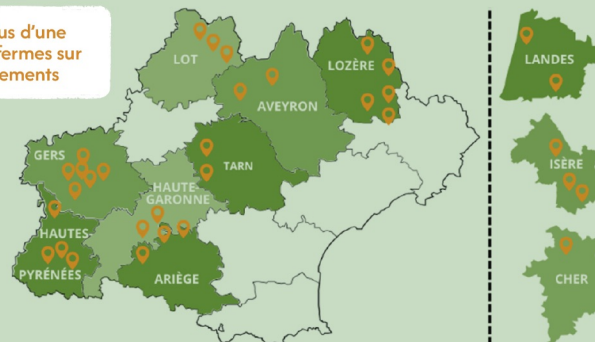 us d'une
fermes sur
ements
LOT
LOZÈRE
AVEYRON
GERS
TARN
HAUTE
GARONNE
HAUTES-
PYRÉNÉES
ARIÈGE
LANDES
ISÈRE
CHER